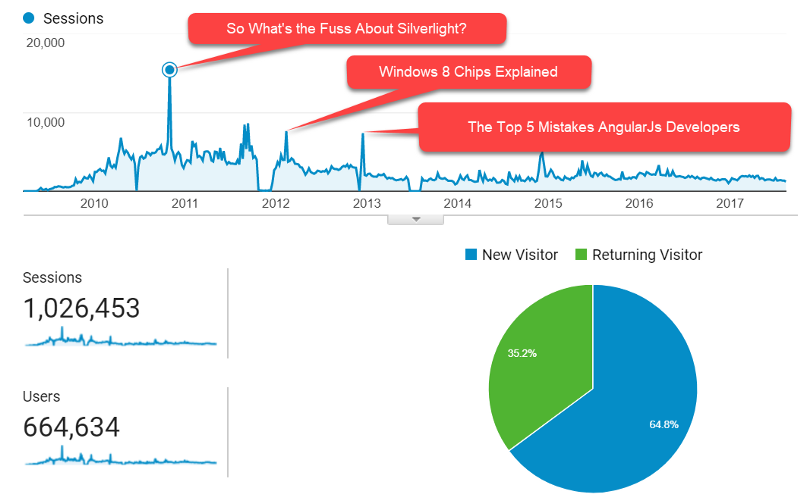 Sessions
So What's the Fuss About Silverlight?
20,000
Windows 8 Chips Explained
10,000
The Top 5 Mistakes AngularJs Developers
2010 2011 2012 2013 2014 2015 2016 2017
New Visitor Returning Visitor
Sessions
1,026,453
35.2%
Users
664,634
64.8%